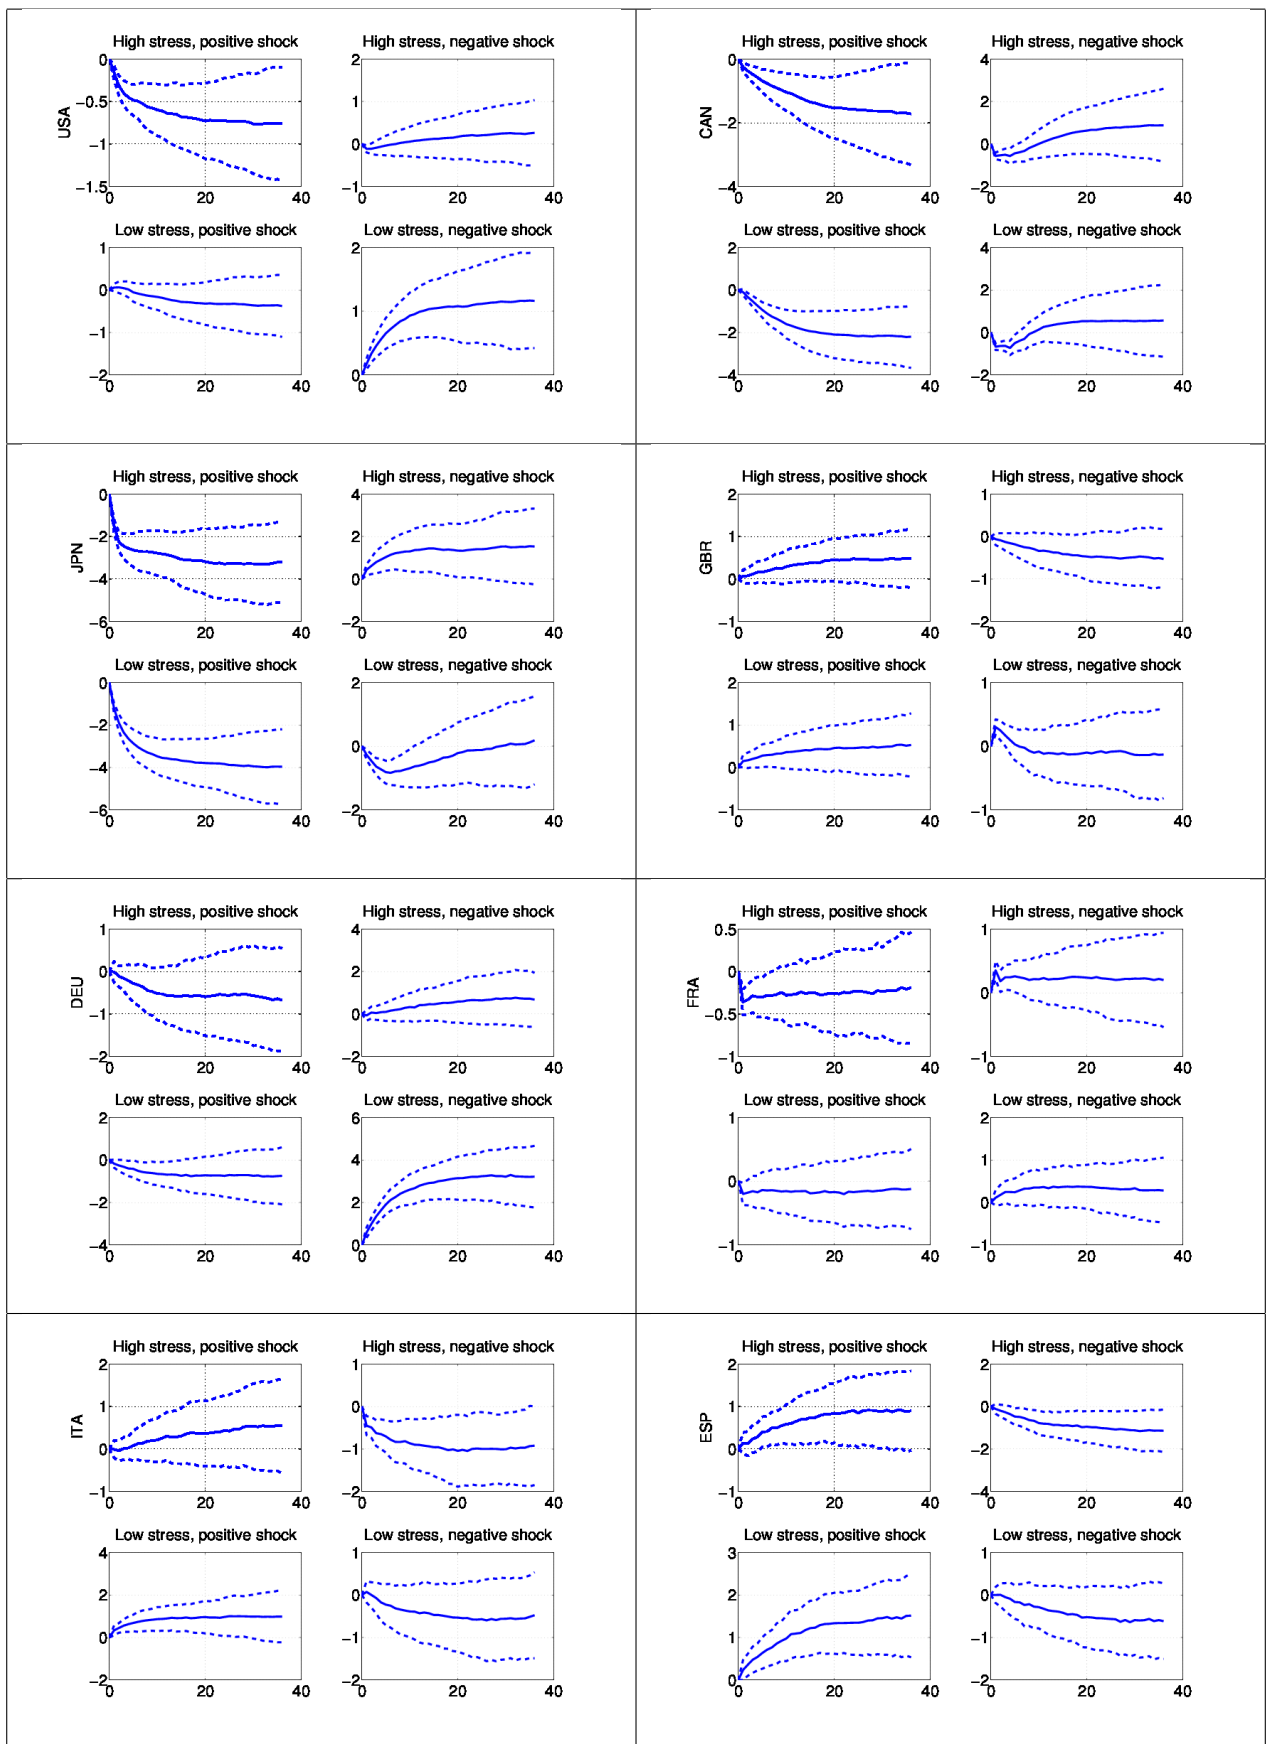 High stress, positive shock
High stress, negative shock
USA
0
−0.5
−1
−1.5
0 20 40
2
1
0
−1
0 20 40
Low stress, positive shock
Low stress, negative shock
1
0
−1
−2
0 20 40
2
1
0
0 20 40
High stress, positive shock
High stress, negative shock
CAN
0
−2
−4
0 20 40
4
2
0
−2
0 20 40
Low stress, positive shock
Low stress, negative shock
2
0
−2
−4
0 20 40
4
2
0
−2
0 20 40
High stress, positive shock
High stress, negative shock
JPN
0
−2
−4
−6
0 20 40
4
2
0
−2
0 20 40
Low stress, positive shock
Low stress, negative shock
0
−2
−4
−6
0 20 40
2
0
−2
0 20 40
High stress, positive shock
High stress, negative shock
GBR
2
1
0
−1
0 20 40
1
0
−1
−2
0 20 40
Low stress, positive shock
Low stress, negative shock
2
1
0
−1
0 20 40
1
0
−1
0 20 40
High stress, positive shock
High stress, negative shock
DEU
1
0
−1
−2
0 20 40
4
2
0
−2
0 20 40
Low stress, positive shock
Low stress, negative shock
2
0
−2
−4
0 20 40
6
4
2
0
0 20 40
High stress, positive shock
High stress, negative shock
FRA
0.5
0
−0.5
−1
0 20 40
1
0
−1
0 20 40
Low stress, positive shock
Low stress, negative shock
1
0
−1
0 20 40
2
1
0
−1
0 20 40
High stress, positive shock
High stress, negative shock
ITA
2
1
0
−1
0 20 40
1
0
−1
−2
0 20 40
Low stress, positive shock
Low stress, negative shock
4
2
0
−2
0 20 40
1
0
−1
−2
0 20 40
High stress, positive shock
High stress, negative shock
ESP
2
1
0
−1
0 20 40
2
0
−2
−4
0 20 40
Low stress, positive shock
Low stress, negative shock
3
2
1
0
0 20 40
1
0
−1
−2
0 20 40